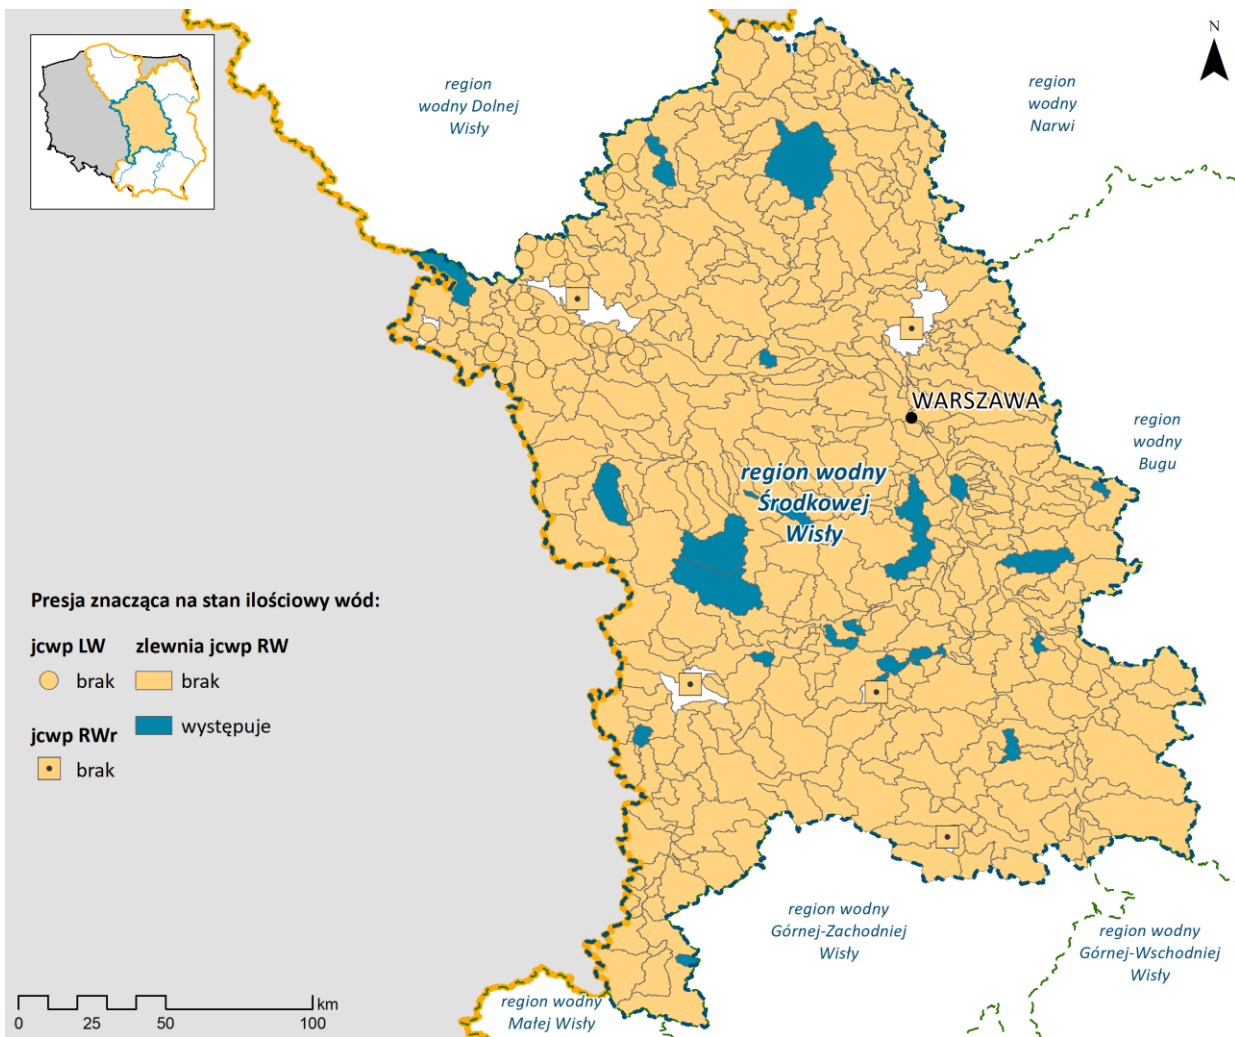 N
region
wodny Dolnej
Wisły
region
wodny
Narwi
WARSZAWA
region
wodny
Bugu
region wodny
Środkowej
Wisły
Presja znacząca na stan ilościowy wód:
jcwp LW zlewnia jcwp RW
brak brak
jcwp RWr występuje
brak
region wodny
Górnej-Zachodniej
Wisły
region wodny
Górnej-Wschodniej
Wisły
region wodny
Małej Wisły
km
0 25 50 100